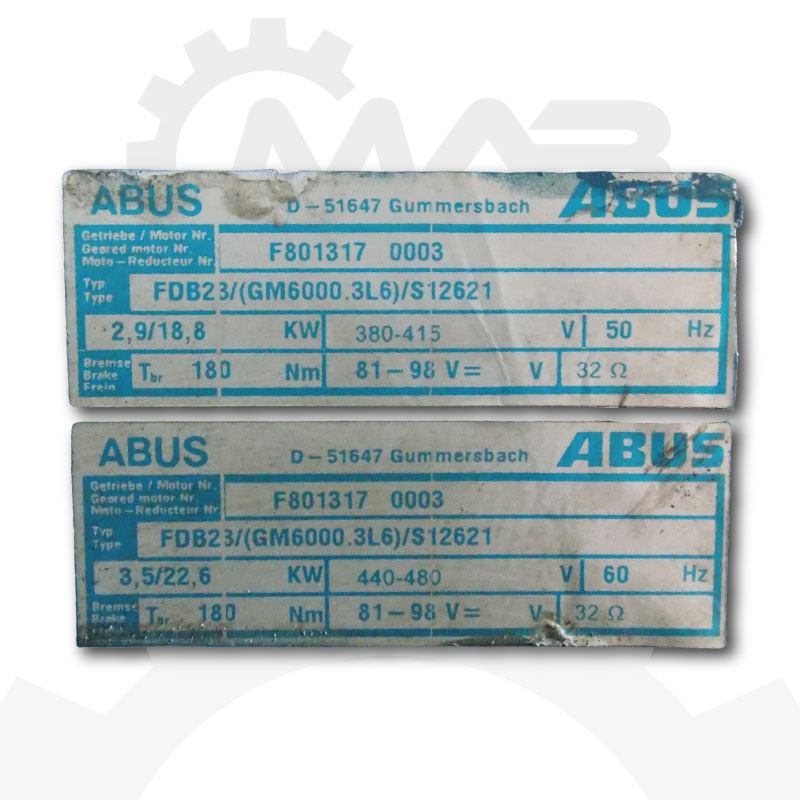 MAB
ABUS D-51647 Gummersbach ABUS
Getriebe / Motor Nr.
Geared motor Nr. F801317 0003
Moto-Reducteur Nr.
Typ
Type FDB23/(GM6000.3L6)/S12621
2,9/18,8 KW 380-415 V 50 Hz
Bremse
Brake Tbr 180 Nm 81-98 V= V 32 Ω
Frein
ABUS D-51647 Gummersbach ABUS
Getriebe / Motor Nr.
Geared motor Nr. F801317 0003
Moto-Reducteur Nr
Typ
Type FDB23/(GM6000.3L6)/S12621
3,5/22,6 KW 440-480 V 60 Hz
Bremse
Brake Tbr 180 Nm 81-98 V= V 32 Ω